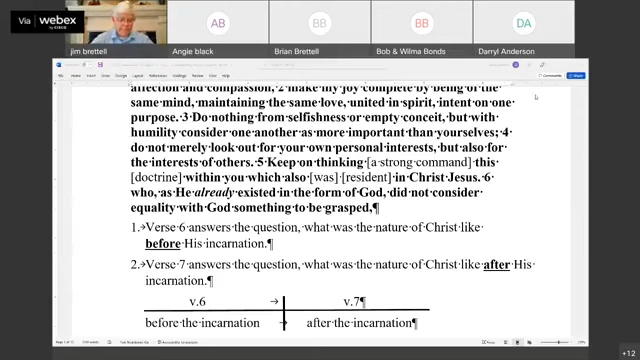 Via webex
by CISCO
AB
BB
BB
DA
jim brettell
Angie black
Brian Brettell
Bob & Wilma Bonds
Darryl Anderson
Comments
Share
affection and compassion, 2 make my joy complete by being of the
same mind, maintaining the same love, united in spirit, intent on one
purpose. 3 Do nothing from selfishness or empty conceit, but with
humility consider one another as more important than yourselves; 4
do not merely look out for your own personal interests, but also for
the interests of others. 5 Keep on thinking [a strong command] this
[doctrine] within you which also [was] [resident] in Christ Jesus. 6
who, as He already existed in the form of God, did not consider
equality with God something to be grasped,¶
1.→Verse 6 answers the question, what was the nature of Christ like
before His incarnation.¶
2.→Verse 7 answers the question, what was the nature of Christ like after His
incarnation.¶
v.6 → v.7¶
before the incarnation → after the incarnation¶
+12